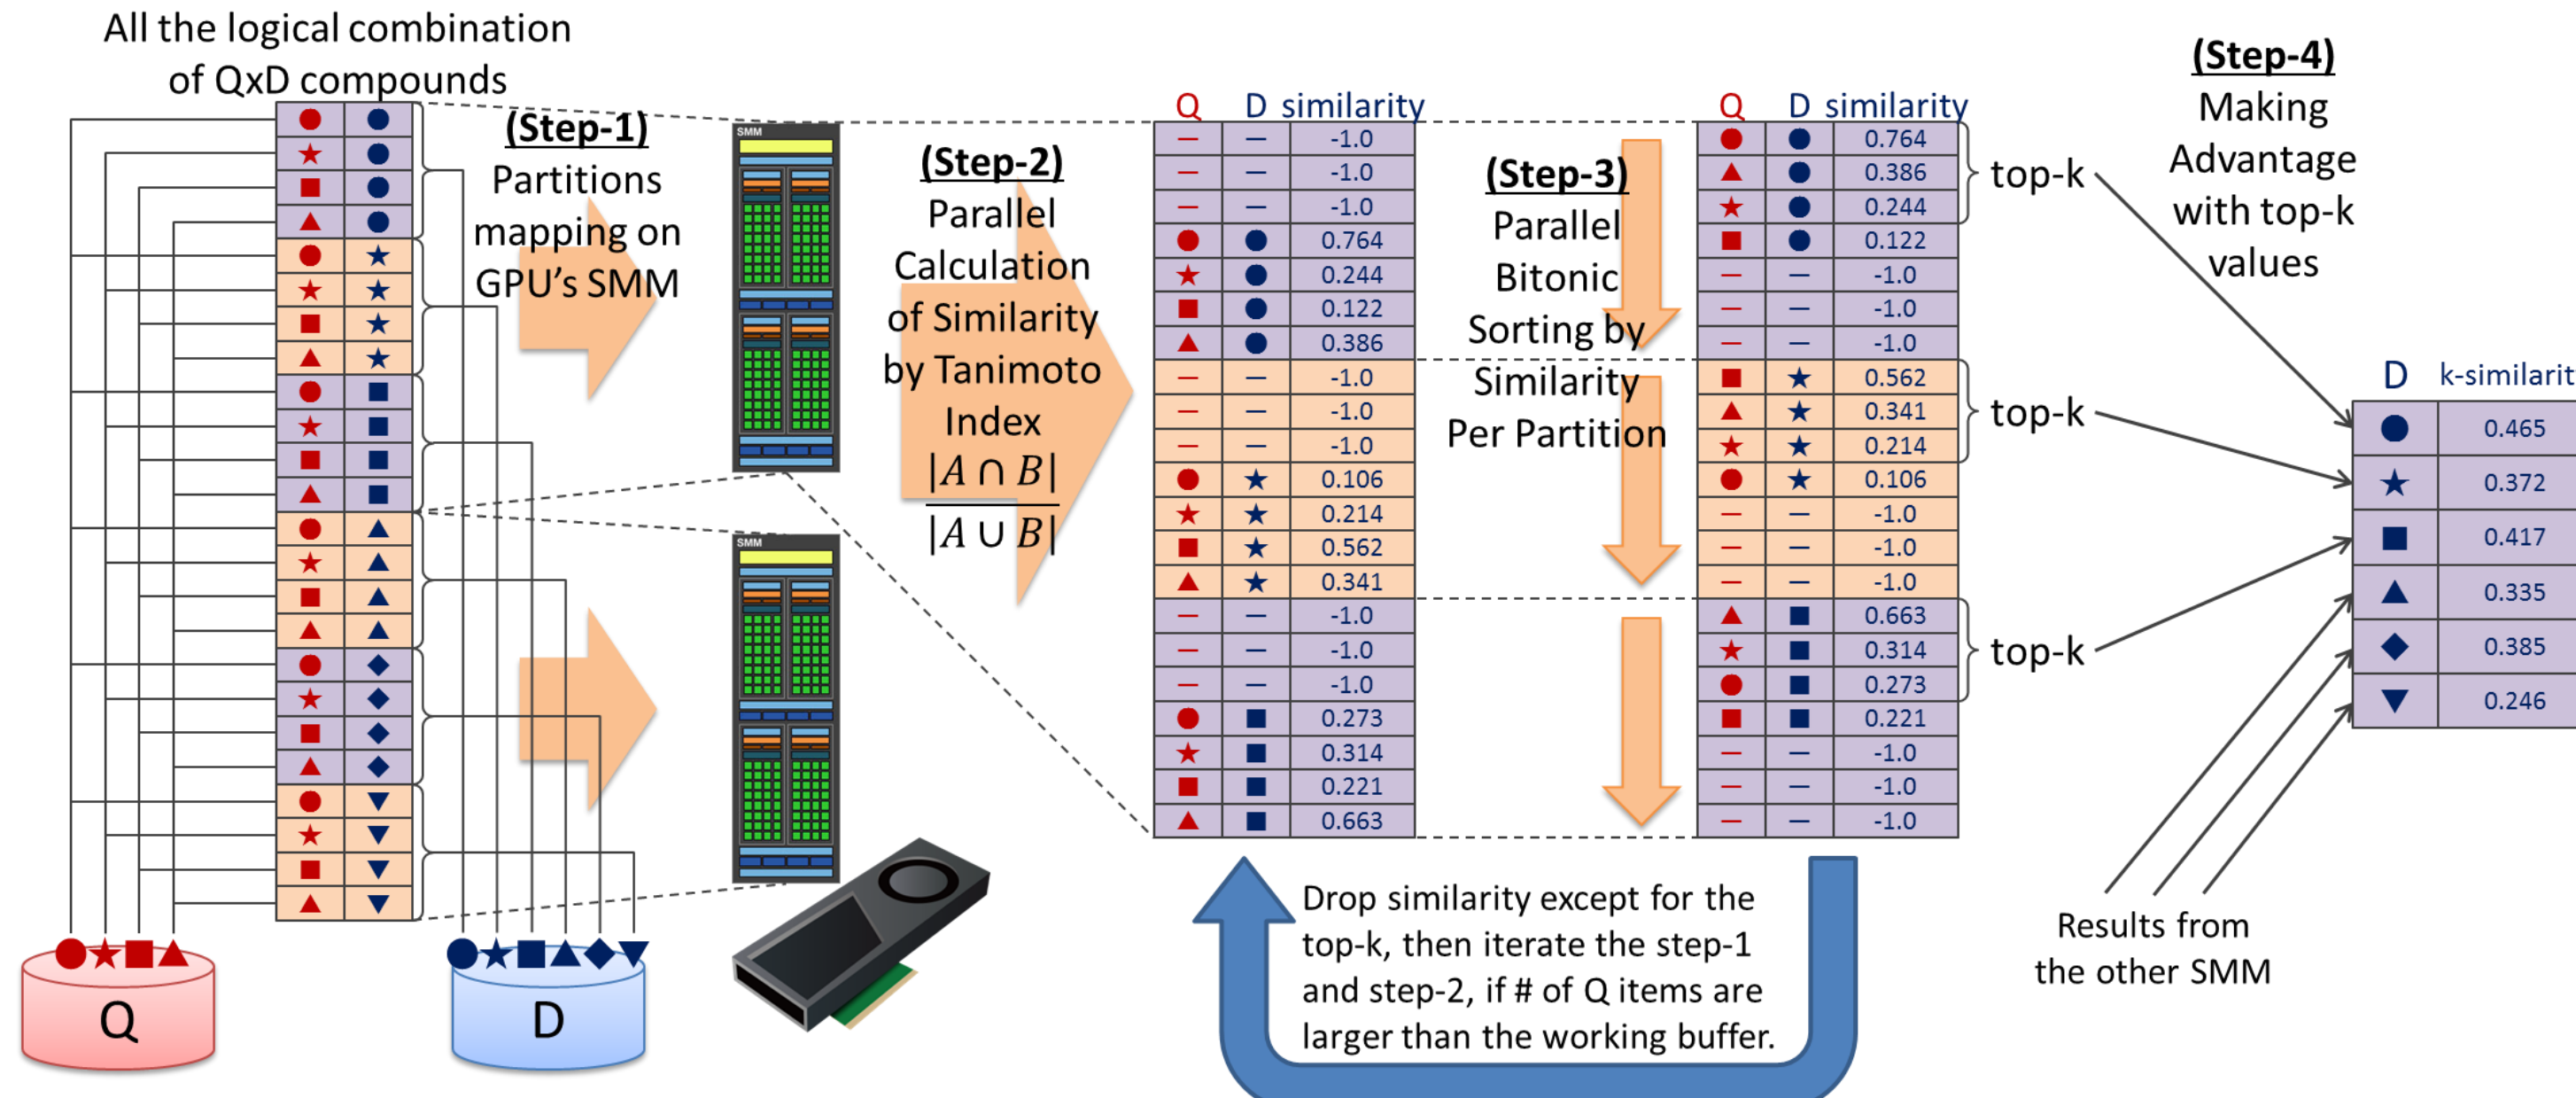 All the logical combination
of QxD compounds
(Step-1)
Partitions
mapping on
GPU's SMM
SMM
SMM
Q
D
(Step-2)
Parallel
Calculation
of Similarity
by Tanimoto
Index
|A ∩ B|
|A ∪ B|
Q D similarity
— — -1.0
— — -1.0
— — -1.0
0.764
0.244
0.122
0.386
— — -1.0
— — -1.0
— — -1.0
0.106
0.214
0.562
0.341
— — -1.0
— — -1.0
— — -1.0
0.273
0.314
0.221
0.663
(Step-3)
Parallel
Bitonic
Sorting by
Similarity
Per Partition
Q D similarity
0.764
0.386
0.244
0.122
— — -1.0
— — -1.0
— — -1.0
0.562
0.341
0.214
0.106
— — -1.0
— — -1.0
— — -1.0
0.663
0.314
0.273
0.221
— — -1.0
— — -1.0
— — -1.0
top-k
top-k
top-k
Drop similarity except for the
top-k, then iterate the step-1
and step-2, if # of Q items are
larger than the working buffer.
(Step-4)
Making
Advantage
with top-k
values
D k-similarit
0.465
0.372
0.417
0.335
0.385
0.246
Results from
the other SMM